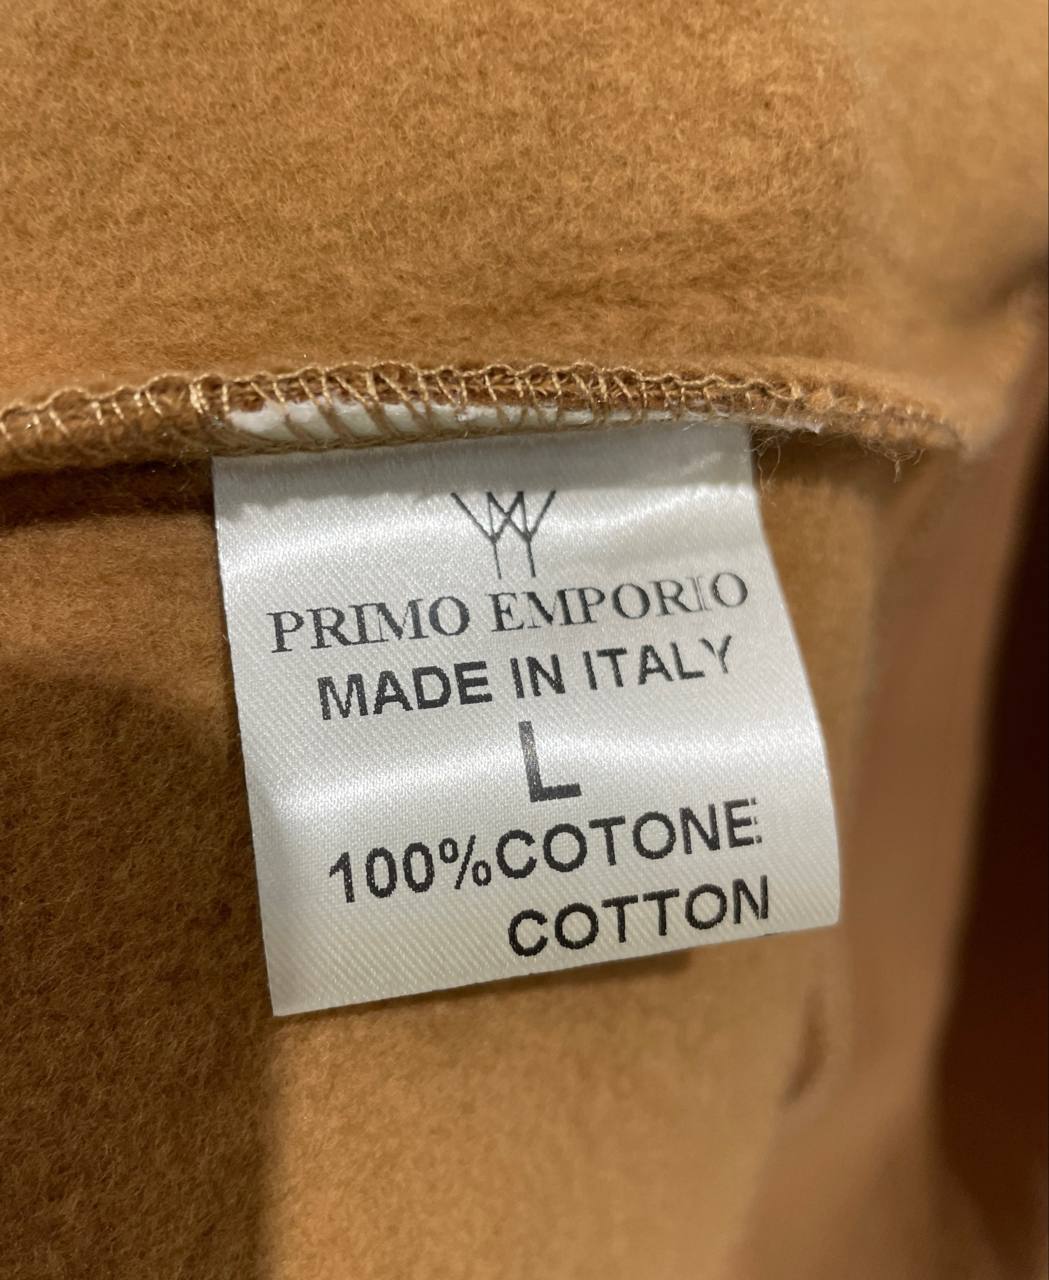 PRIMO EMPORIO
MADE IN ITALY
L
100%COTONE
COTTON